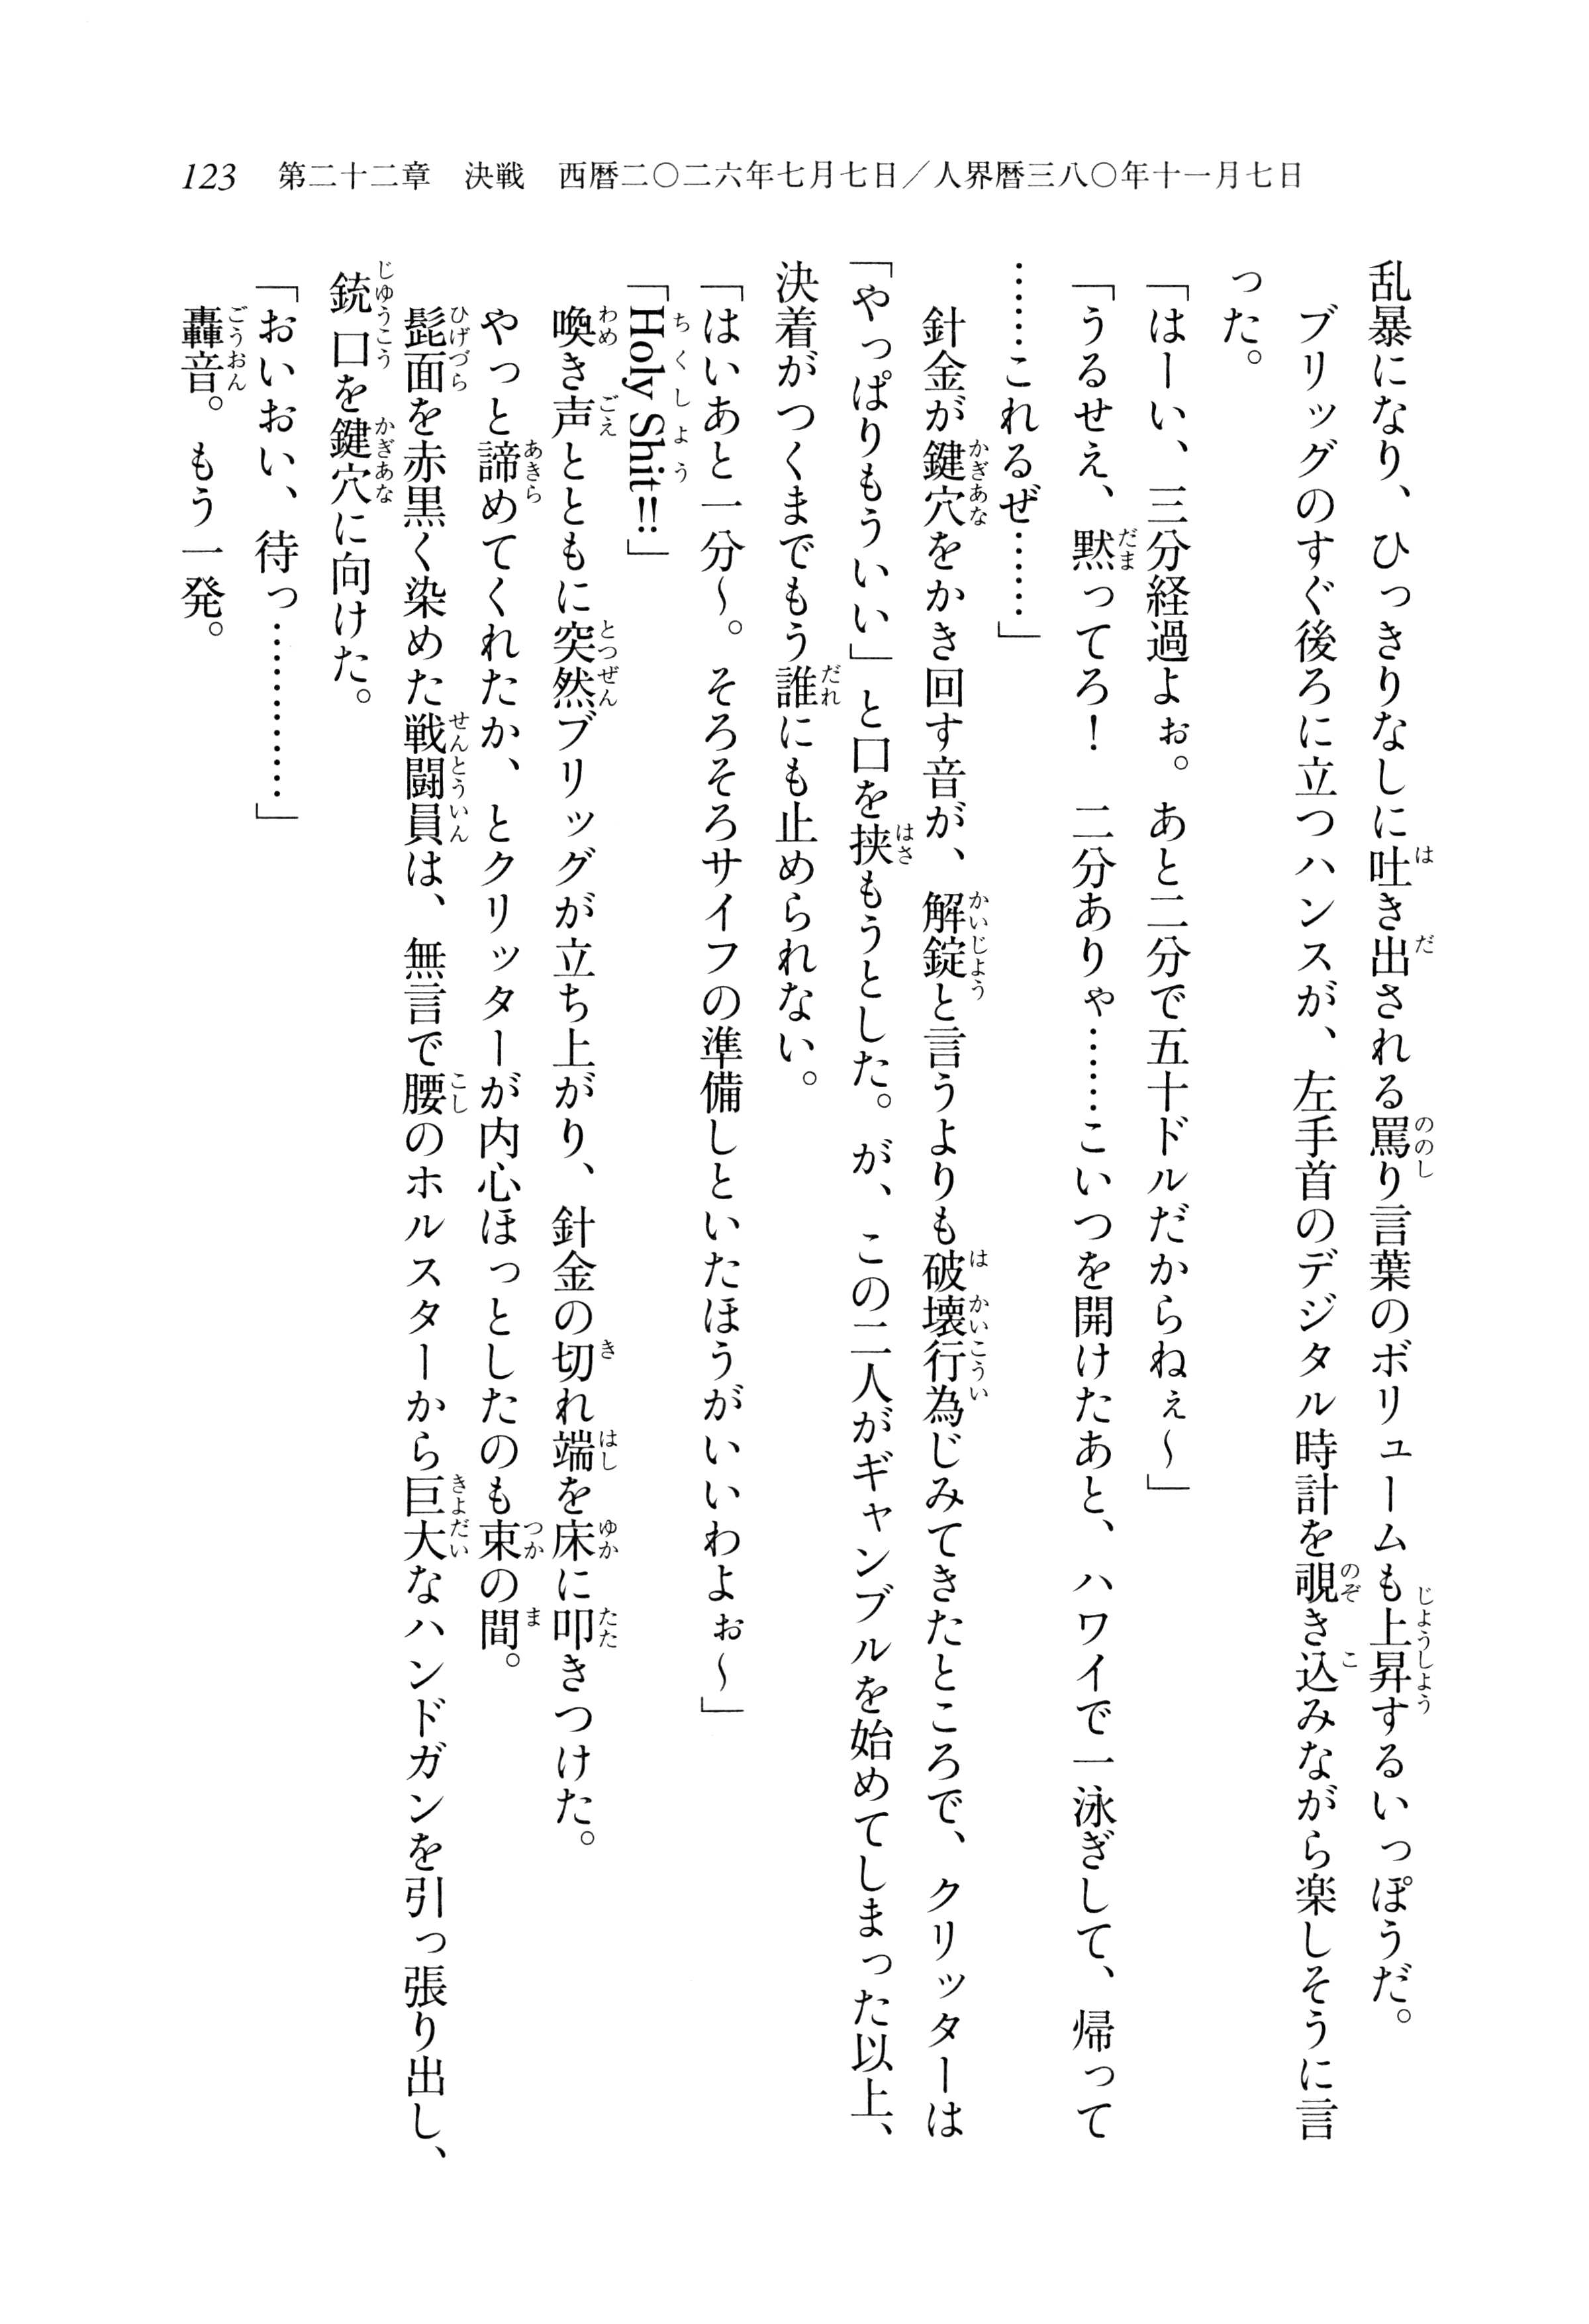 123　第二十二章　決戦　西暦二〇二六年七月七日／人界暦三八〇年十一月七日
乱暴になり、ひっきりなしに吐き出される罵り言葉のボリュームも上昇するいっぽうだ。
　ブリッグのすぐ後ろに立つハンスが、左手首のデジタル時計を覗き込みながら楽しそうに言
った。
「はーい、三分経過よぉ。あと二分で五十ドルだからねぇ〜」
「うるせえ、黙ってろ！　二分ありゃ……こいつを開けたあと、ハワイで一泳ぎして、帰って
……これるぜ……」
　針金が鍵穴をかき回す音が、解錠と言うよりも破壊行為じみてきたところで、クリッターは
「やっぱりもういい」と口を挟もうとした。が、この二人がギャンブルを始めてしまった以上、
決着がつくまでもう誰にも止められない。
「はいあと一分〜。そろそろサイフの準備しといたほうがいいわよぉ〜」
「Holy Shit!!」
　喚き声とともに突然ブリッグが立ち上がり、針金の切れ端を床に叩きつけた。
　やっと諦めてくれたか、とクリッターが内心ほっとしたのも束の間。
　髭面を赤黒く染めた戦闘員は、無言で腰のホルスターから巨大なハンドガンを引っ張り出し、
銃口を鍵穴に向けた。
「おいおい、待っ…………」
　轟音。もう一発。